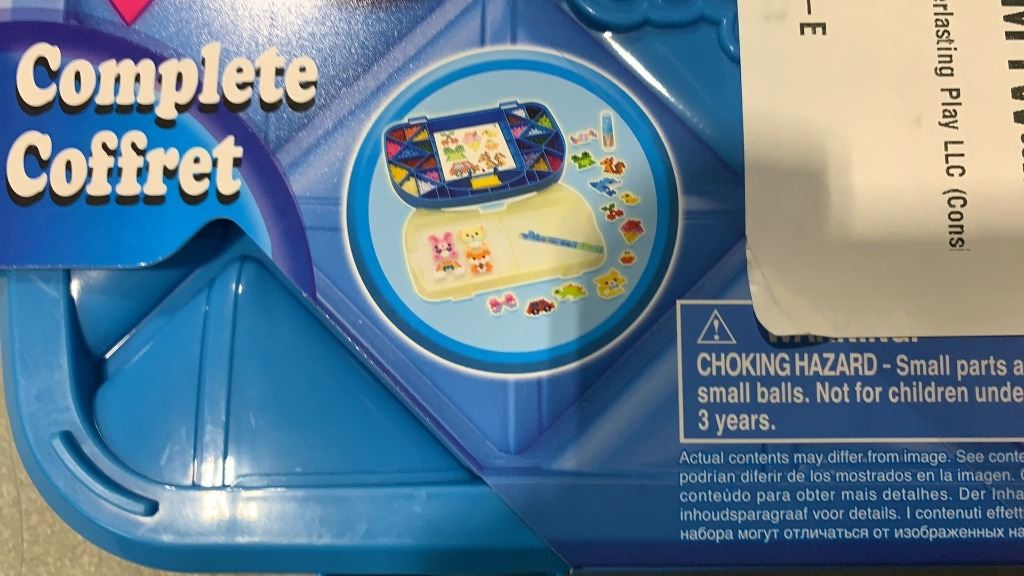 Complete
Coffret
–E
Play LLC (Consi
CHOKING HAZARD - Small parts a
small balls. Not for children unde
3 years.
Actual contents may differ from image. See conte
podrían diferir de los mostrados en la imagen.
conteúdo para obter mais detalhes. Der Inha
inhoudsparagraaf voor details. I contenuti effett
набора могут отличаться от изображенных на